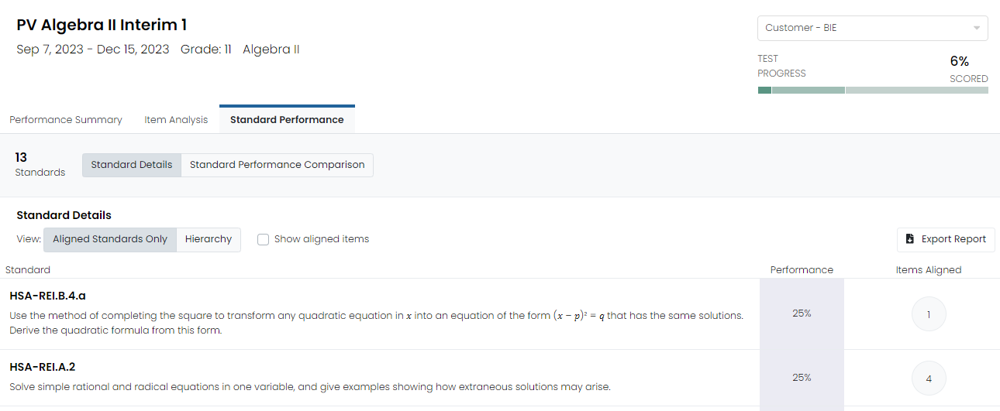 PV Algebra II Interim 1
Sep 7, 2023 - Dec 15, 2023 Grade: 11 Algebra II
Customer - BIE
TEST PROGRESS
6% SCORED
Performance Summary Item Analysis Standard Performance
13 Standards
Standard Details Standard Performance Comparison
Standard Details
View: Aligned Standards Only Hierarchy Show aligned items Export Report
Standard Performance Items Aligned
HSA-REI.B.4.a
Use the method of completing the square to transform any quadratic equation in x into an equation of the form (x − p)² = q that has the same solutions.
Derive the quadratic formula from this form.
25% 1
HSA-REI.A.2
Solve simple rational and radical equations in one variable, and give examples showing how extraneous solutions may arise.
25% 4